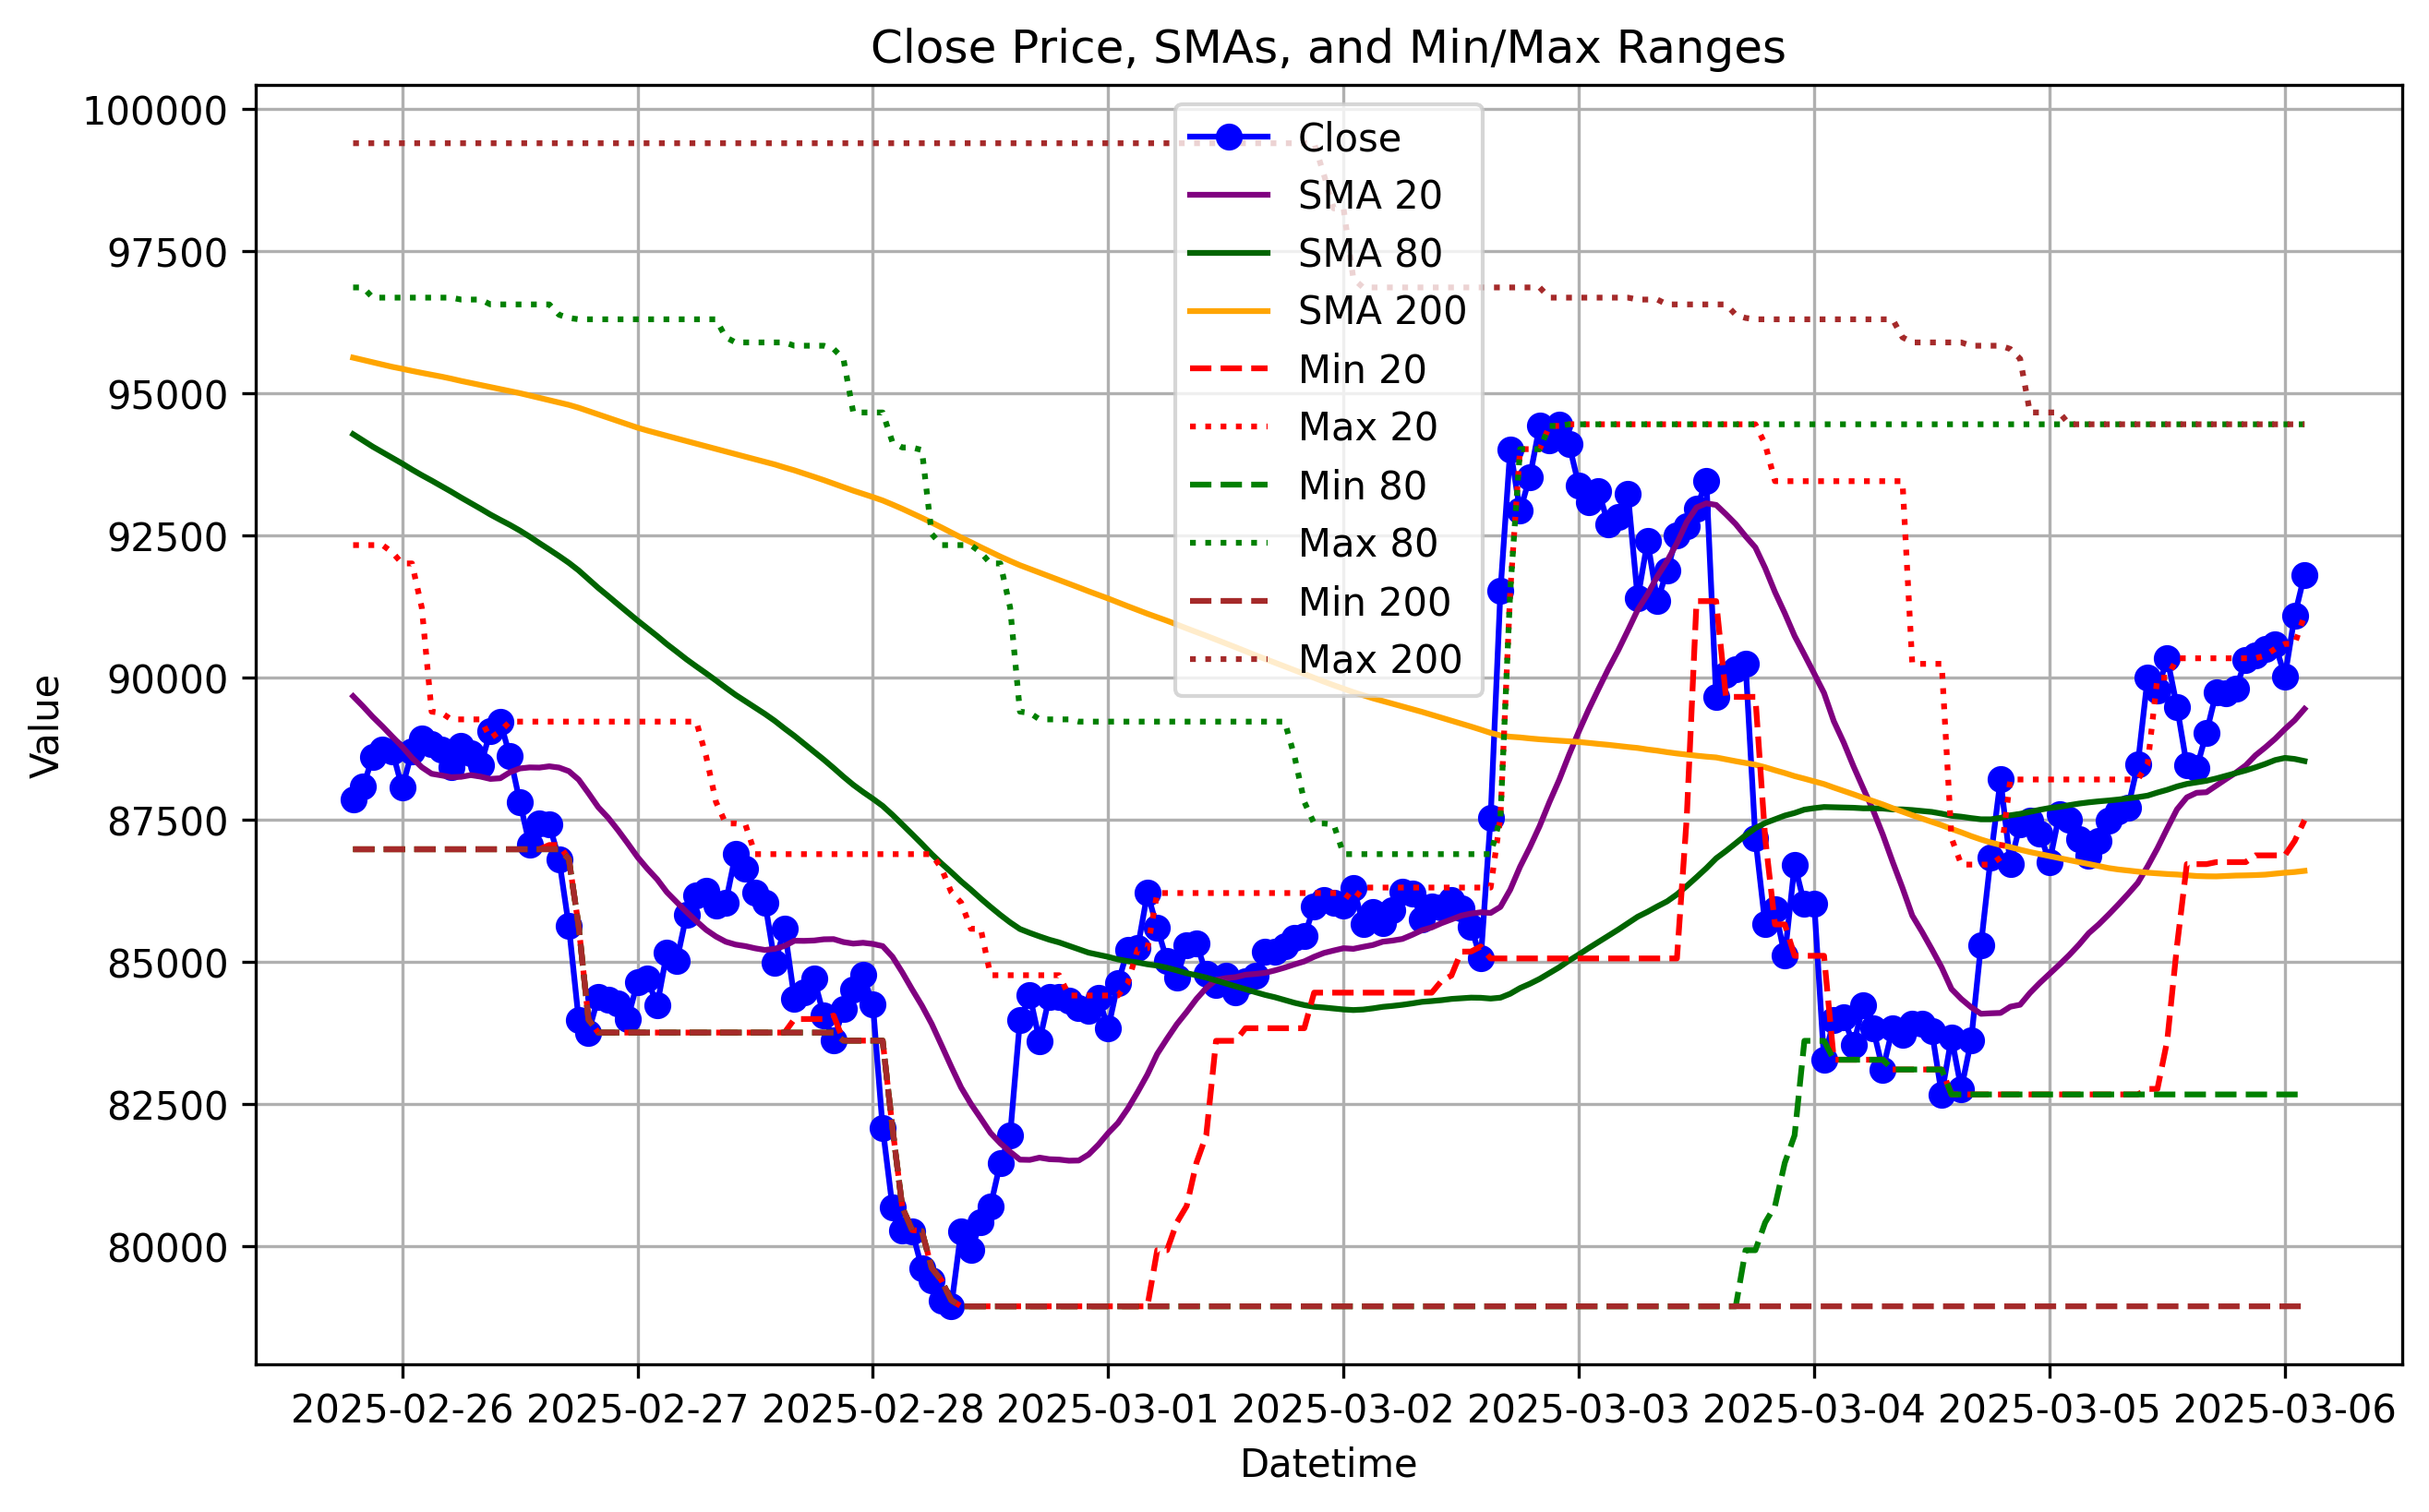 Close Price, SMAs, and Min/Max Ranges
100000
97500
95000
92500
90000
87500
85000
82500
80000
Value
Close
SMA 20
SMA 80
SMA 200
Min 20
Max 20
Min 80
Max 80
Min 200
Max 200
2025-02-26 2025-02-27 2025-02-28 2025-03-01 2025-03-02 2025-03-03 2025-03-04 2025-03-05 2025-03-06
Datetime